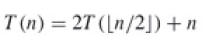 T(n) = 2T(⌊n/2⌋) + n